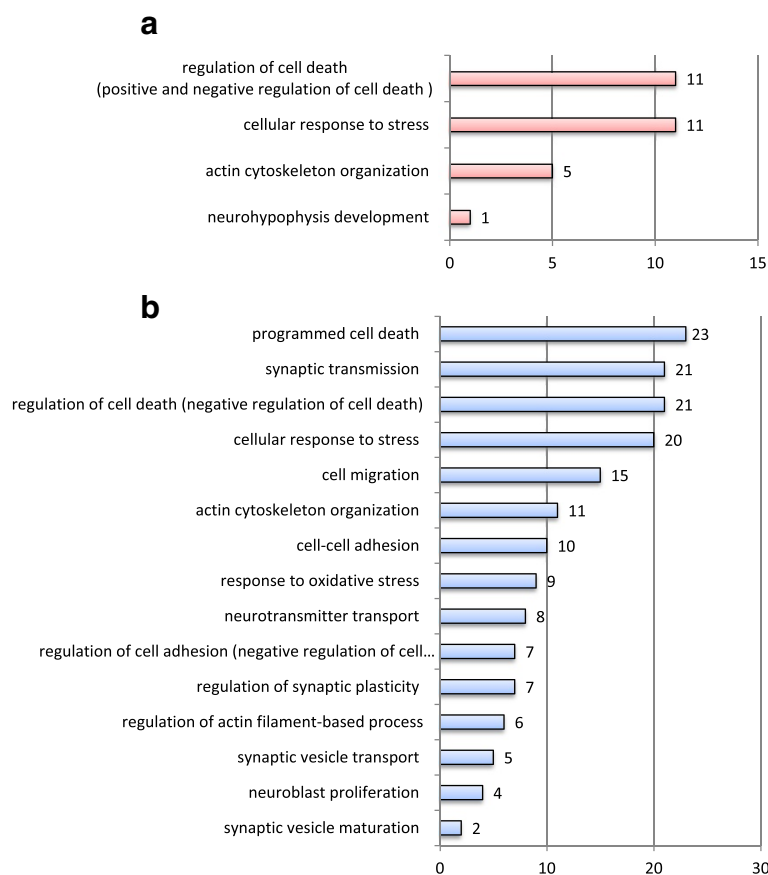 a
regulation of cell death
(positive and negative regulation of cell death )
11
cellular response to stress
11
actin cytoskeleton organization
5
neurohypophysis development
1
0 5 10 15
b
programmed cell death
23
synaptic transmission
21
regulation of cell death (negative regulation of cell death)
21
cellular response to stress
20
cell migration
15
actin cytoskeleton organization
11
cell-cell adhesion
10
response to oxidative stress
9
neurotransmitter transport
8
regulation of cell adhesion (negative regulation of cell...
7
regulation of synaptic plasticity
7
regulation of actin filament-based process
6
synaptic vesicle transport
5
neuroblast proliferation
4
synaptic vesicle maturation
2
0 10 20 30